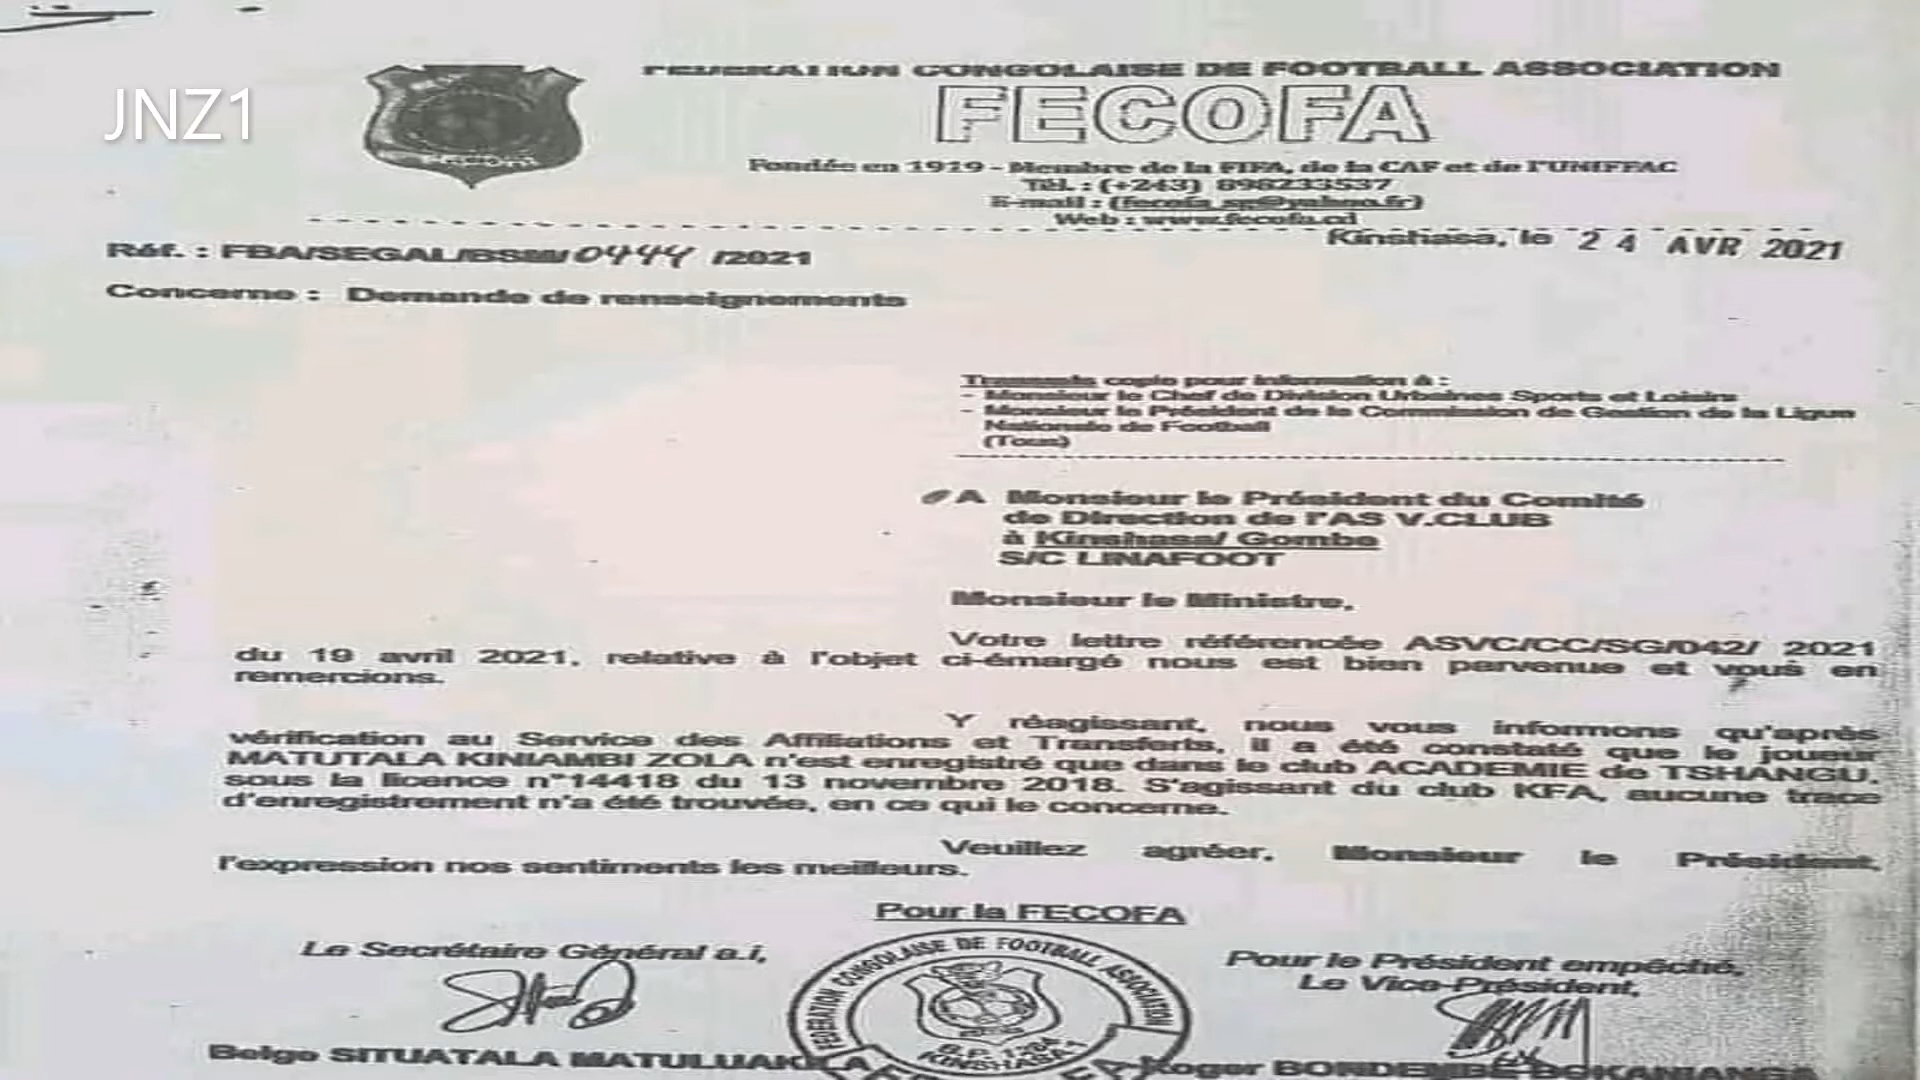 JNZ1
FEDERATION CONGOLAISE DE FOOTBALL ASSOCIATION
FECOFA
Fondée en 1919 - Membre de la FIFA, de la CAF et de l'UNIFFAC
Tél. : (+243) 898233537
E-mail : (fecofa_sg@yahoo.fr)
Web : www.fecofa.cd
Kinshasa, le 24 AVR 2021
Réf. : FBA/SEGAL/BSM/0444 /2021
Concerne : Demande de renseignements
Transmis copie pour information à :
- Monsieur le Chef de Division Urbaines Sports et Loisirs
- Monsieur le Président de la Commission de Gestion de la Ligue
Nationale de Football
(Tous)
A Monsieur le Président du Comité
de Direction de l'AS V.CLUB
à Kinshasa/ Gombe
S/C LINAFOOT
Monsieur le Ministre,
Votre lettre référencée ASVC/CC/SG/042/ 2021
du 19 avril 2021, relative à l'objet ci-émargé nous est bien parvenue et vous en
remercions.
Y réagissant, nous vous informons qu'après
vérification au Service des Affiliations et Transferts, il a été constaté que le joueur
MATUTALA KINIAMBI ZOLA n'est enregistré que dans le club ACADEMIE de TSHANGU,
sous la licence n°14418 du 13 novembre 2018. S'agissant du club KFA, aucune trace
d'enregistrement n'a été trouvée, en ce qui le concerne.
Veuillez agréer, Monsieur le Président,
l'expression nos sentiments les meilleurs.
Pour la FECOFA
Le Secrétaire Général a.i,
Pour le Président empêché,
Le Vice-Président,
FEDERATION CONGOLAISE DE FOOTBALL ASSOCIATION
B.P. 1284
KINSHASA 1
Belge SITUATALA
Roger